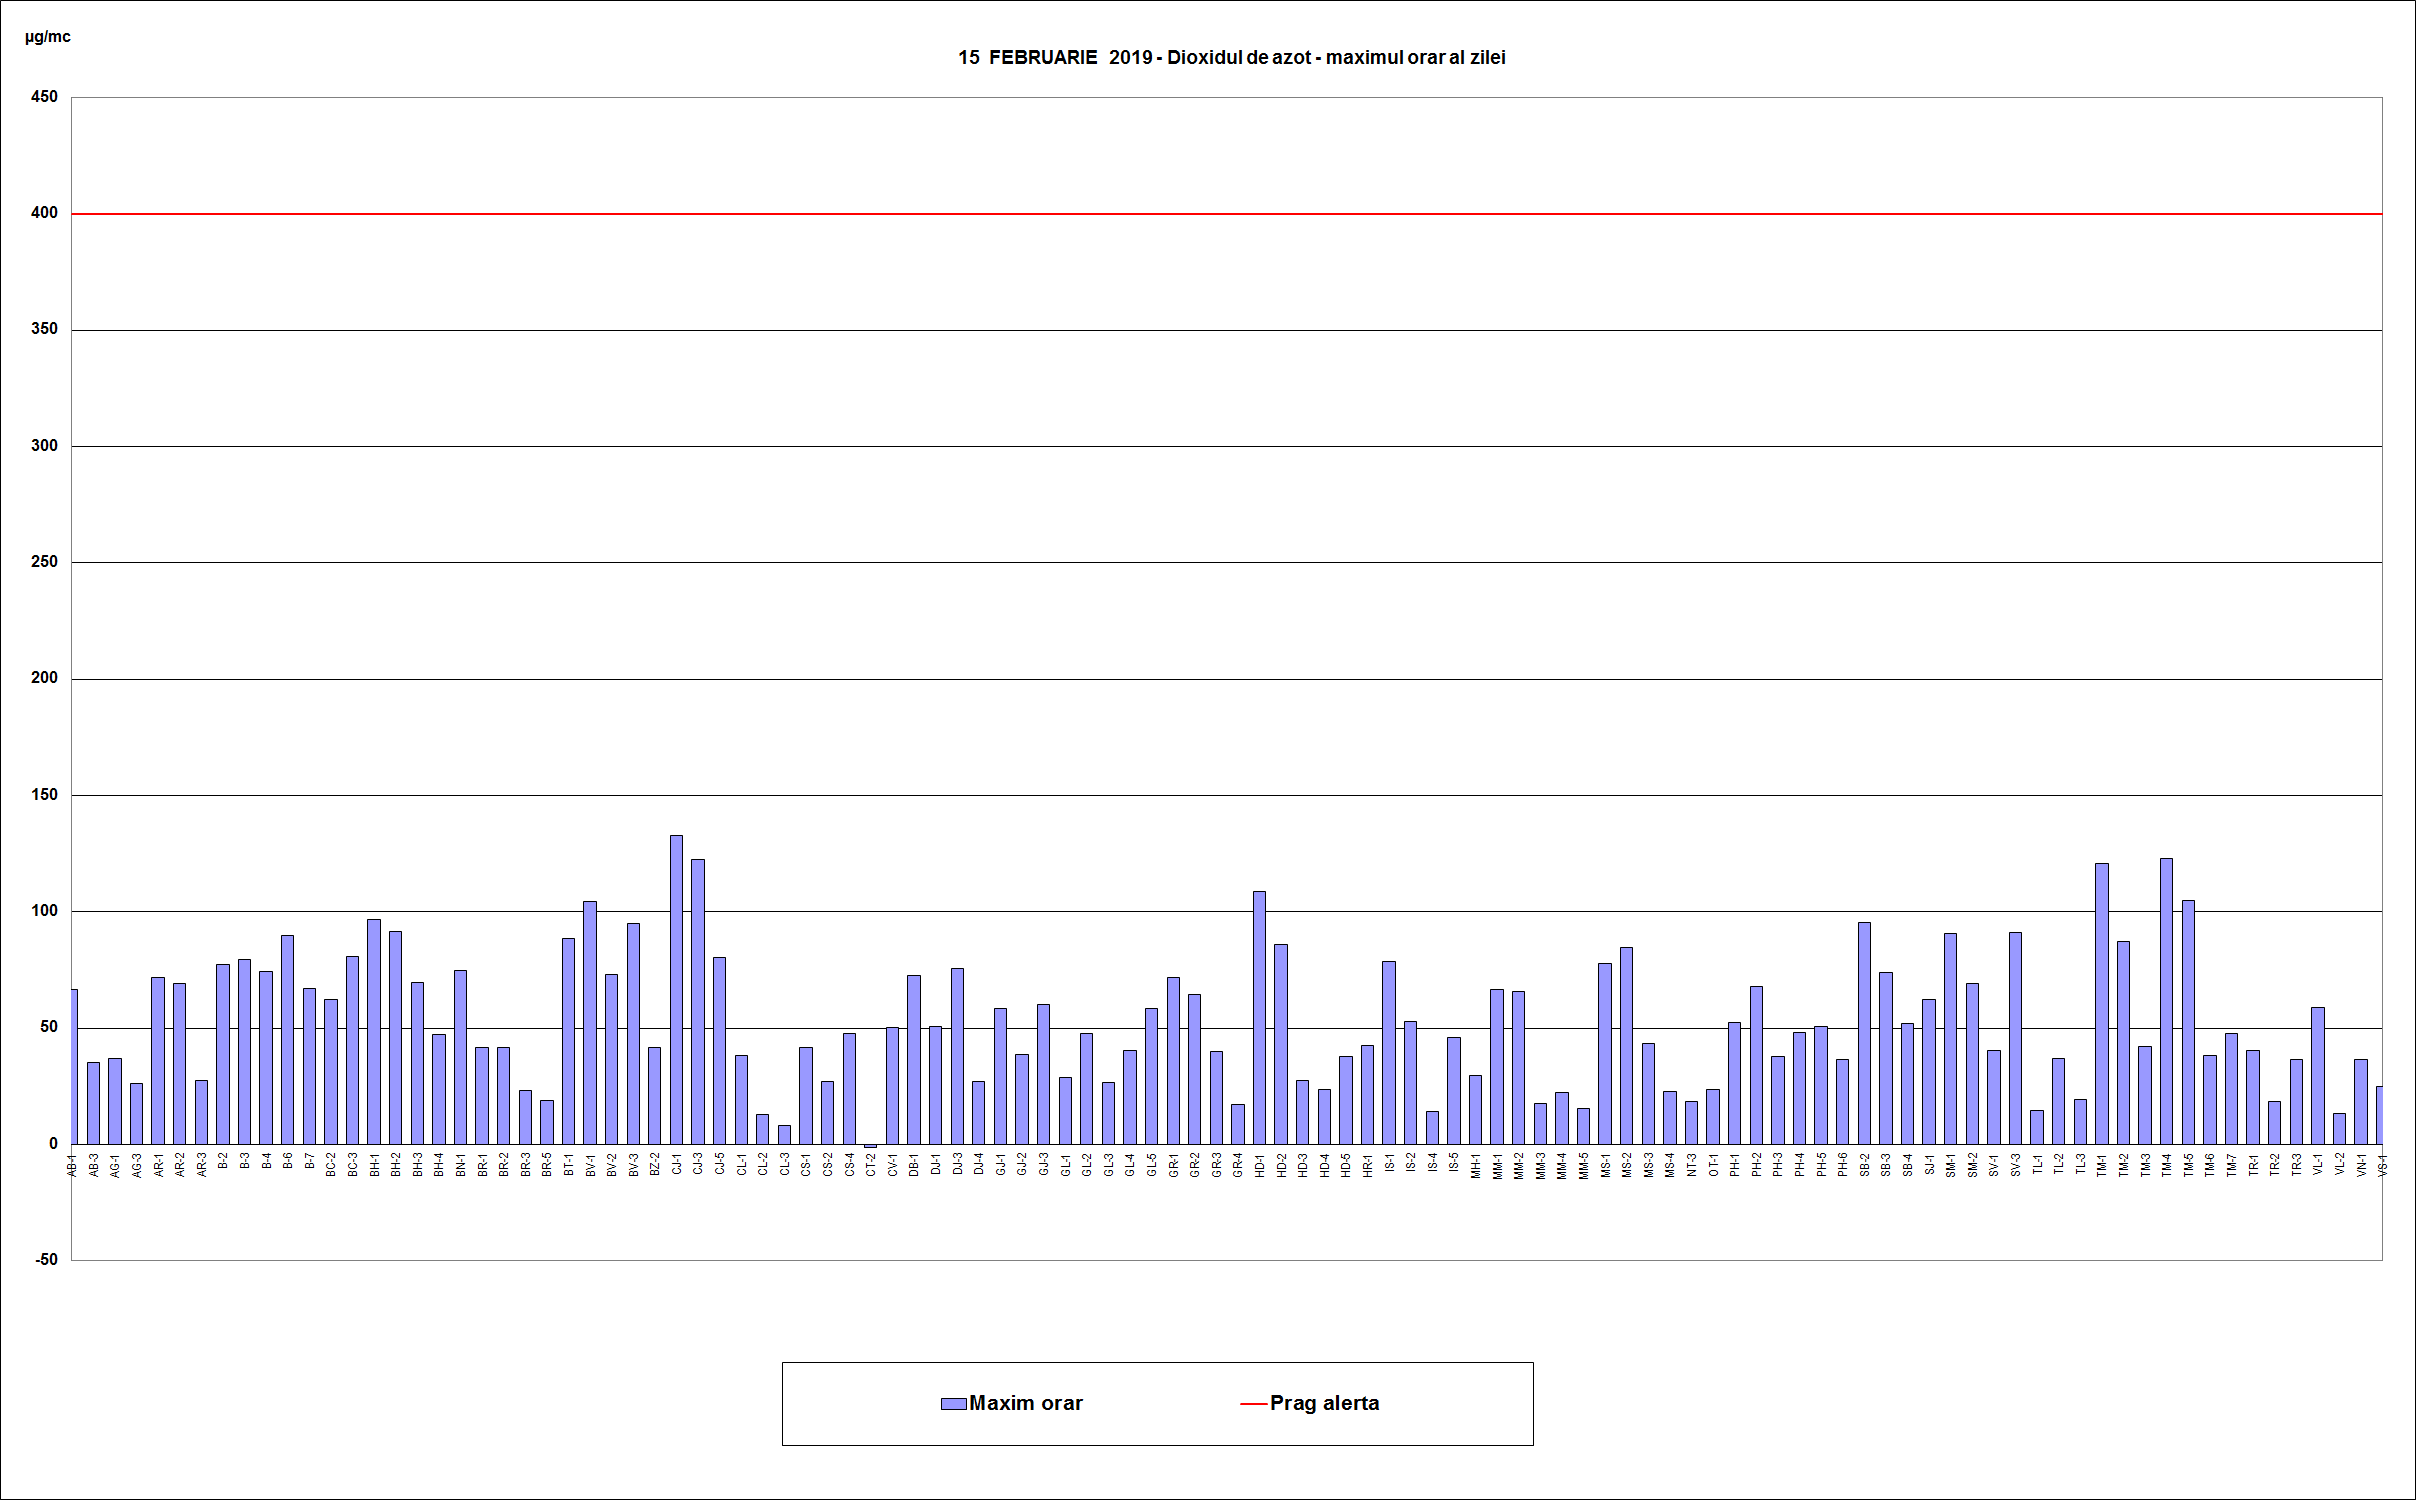 µg/mc
15 FEBRUARIE 2019 - Dioxidul de azot - maximul orar al zilei
450
400
350
300
250
200
150
100
50
0
-50
AB-1 AB-3 AG-1 AG-3 AR-1 AR-2 AR-3 B-2 B-3 B-4 B-6 B-7 BC-2 BC-3 BH-1 BH-2 BH-3 BH-4 BN-1 BR-1 BR-2 BR-3 BR-5 BT-1 BV-1 BV-2 BV-3 BZ-2 CJ-1 CJ-3 CJ-5 CL-1 CL-2 CL-3 CS-1 CS-2 CS-4 CT-2 CV-1 DB-1 DJ-1 DJ-3 DJ-4 GJ-1 GJ-2 GJ-3 GL-1 GL-2 GL-3 GL-4 GL-5 GR-1 GR-2 GR-3 GR-4 HD-1 HD-2 HD-3 HD-4 HD-5 HR-1 IS-1 IS-2 IS-4 IS-5 MH-1 MM-1 MM-2 MM-3 MM-4 MM-5 MS-1 MS-2 MS-3 MS-4 NT-3 OT-1 PH-1 PH-2 PH-3 PH-4 PH-5 PH-6 SB-2 SB-3 SB-4 SJ-1 SM-1 SM-2 SV-1 SV-3 TL-1 TL-2 TL-3 TM-1 TM-2 TM-3 TM-4 TM-5 TM-6 TM-7 TR-1 TR-2 TR-3 VL-1 VL-2 VN-1 VS-1
Maxim orar Prag alerta